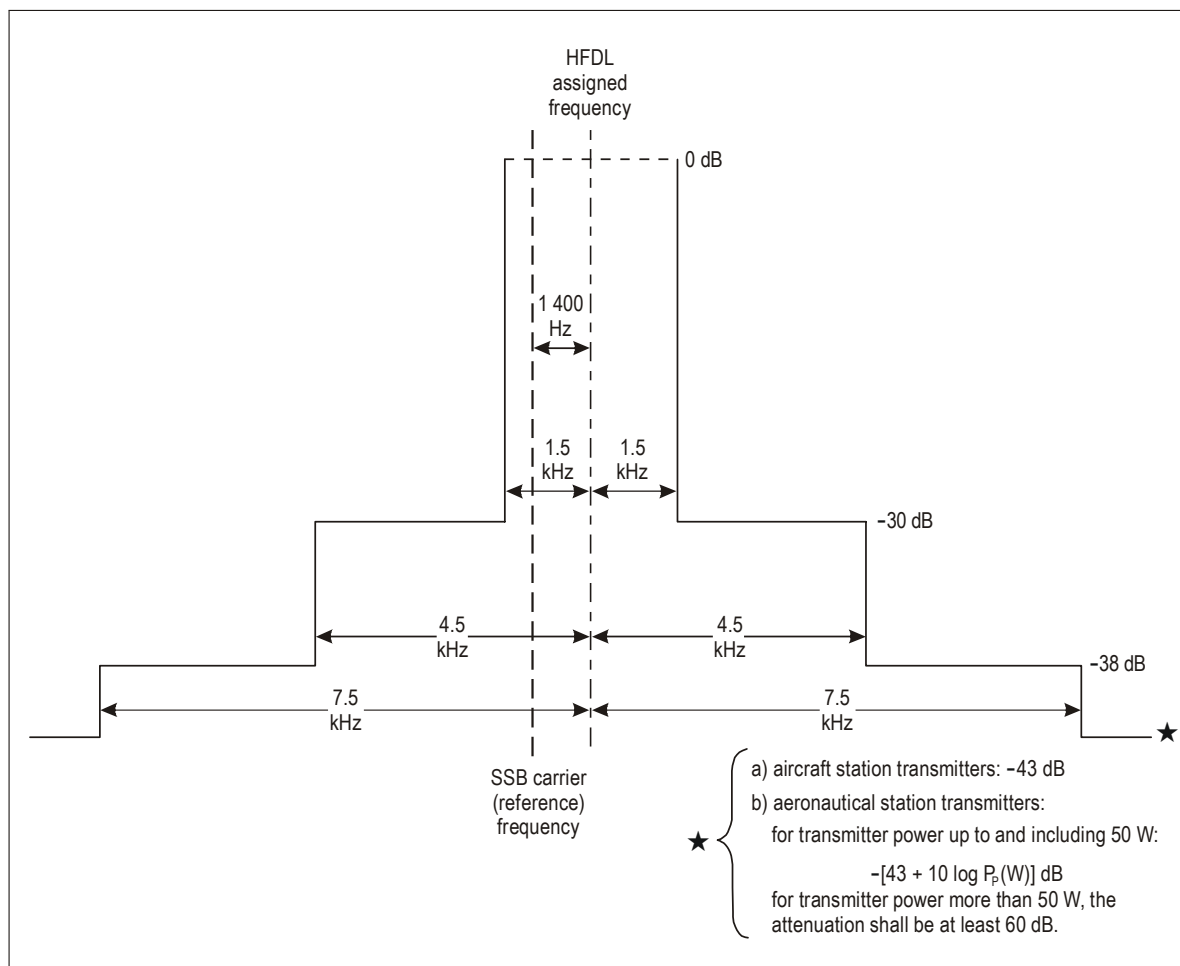 HFDL
assigned
frequency
0 dB
1 400
Hz
1.5
kHz
1.5
kHz
−30 dB
4.5
kHz
4.5
kHz
−38 dB
7.5
kHz
7.5
kHz
★
SSB carrier
(reference)
frequency
★
a) aircraft station transmitters: −43 dB
b) aeronautical station transmitters:
for transmitter power up to and including 50 W:
−[43 + 10 log Pₚ(W)] dB
for transmitter power more than 50 W, the
attenuation shall be at least 60 dB.